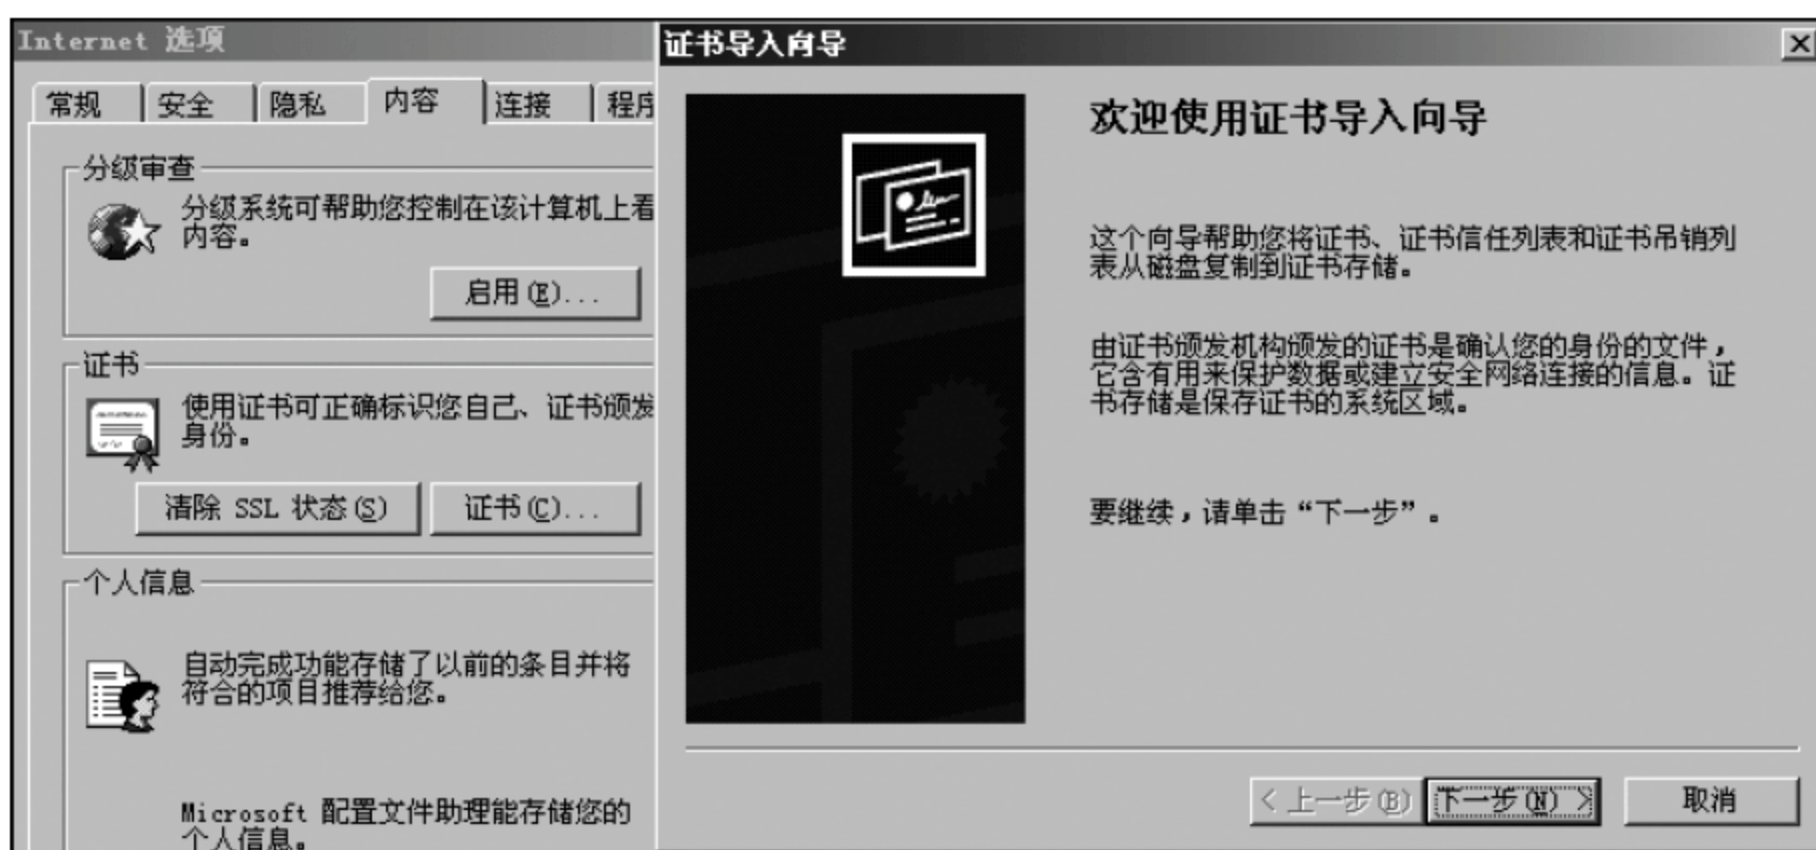 Internet 选项
常规
安全
隐私
内容
连接
程序
分级审查
分级系统可帮助您控制在该计算机上看
内容。
启用(E)...
证书
使用证书可正确标识您自己、证书颁发
身份。
清除 SSL 状态(S)
证书(C)...
个人信息
自动完成功能存储了以前的条目并将
符合的项目推荐给您。
Microsoft 配置文件助理能存储您的
个人信息。
证书导入向导
欢迎使用证书导入向导
这个向导帮助您将证书、证书信任列表和证书吊销列
表从磁盘复制到证书存储。
由证书颁发机构颁发的证书是确认您的身份的文件，
它含有用来保护数据或建立安全网络连接的信息。证
书存储是保存证书的系统区域。
要继续，请单击“下一步”。
< 上一步(B)
下一步(N) >
取消